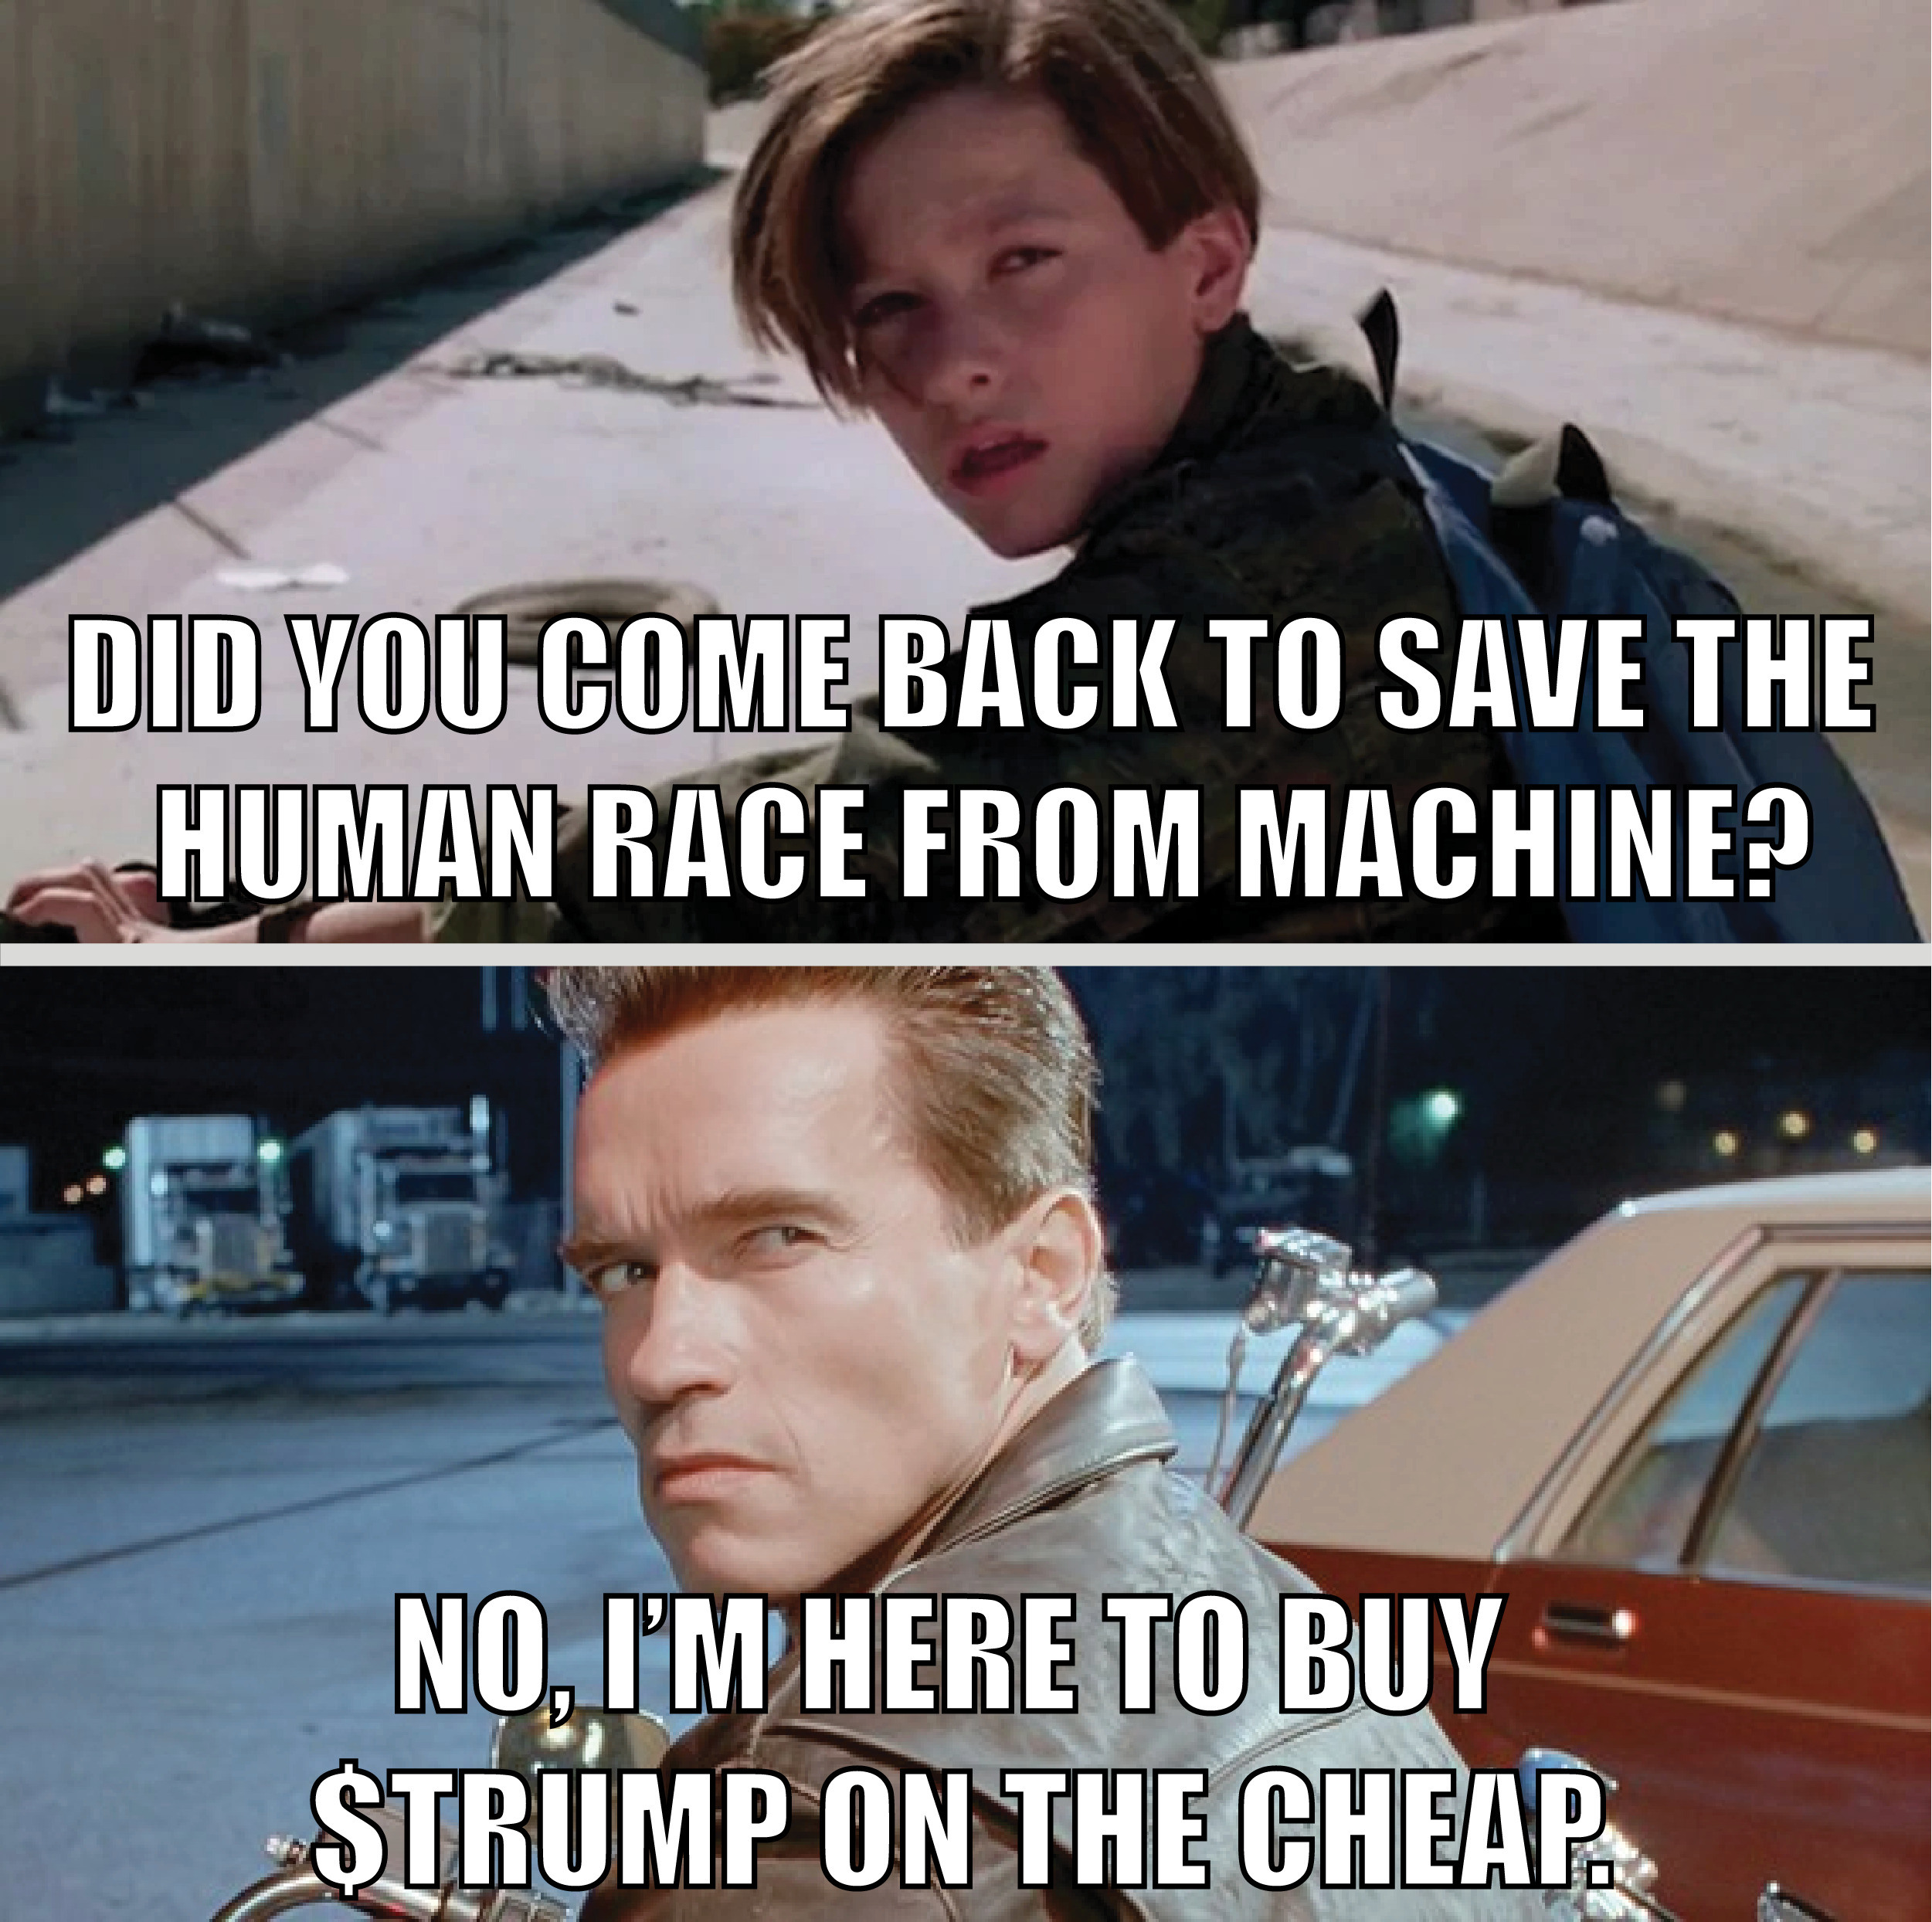 DID YOU COME BACK TO SAVE THE
HUMAN RACE FROM MACHINE?
NO, I'M HERE TO BUY
$TRUMP ON THE CHEAP.